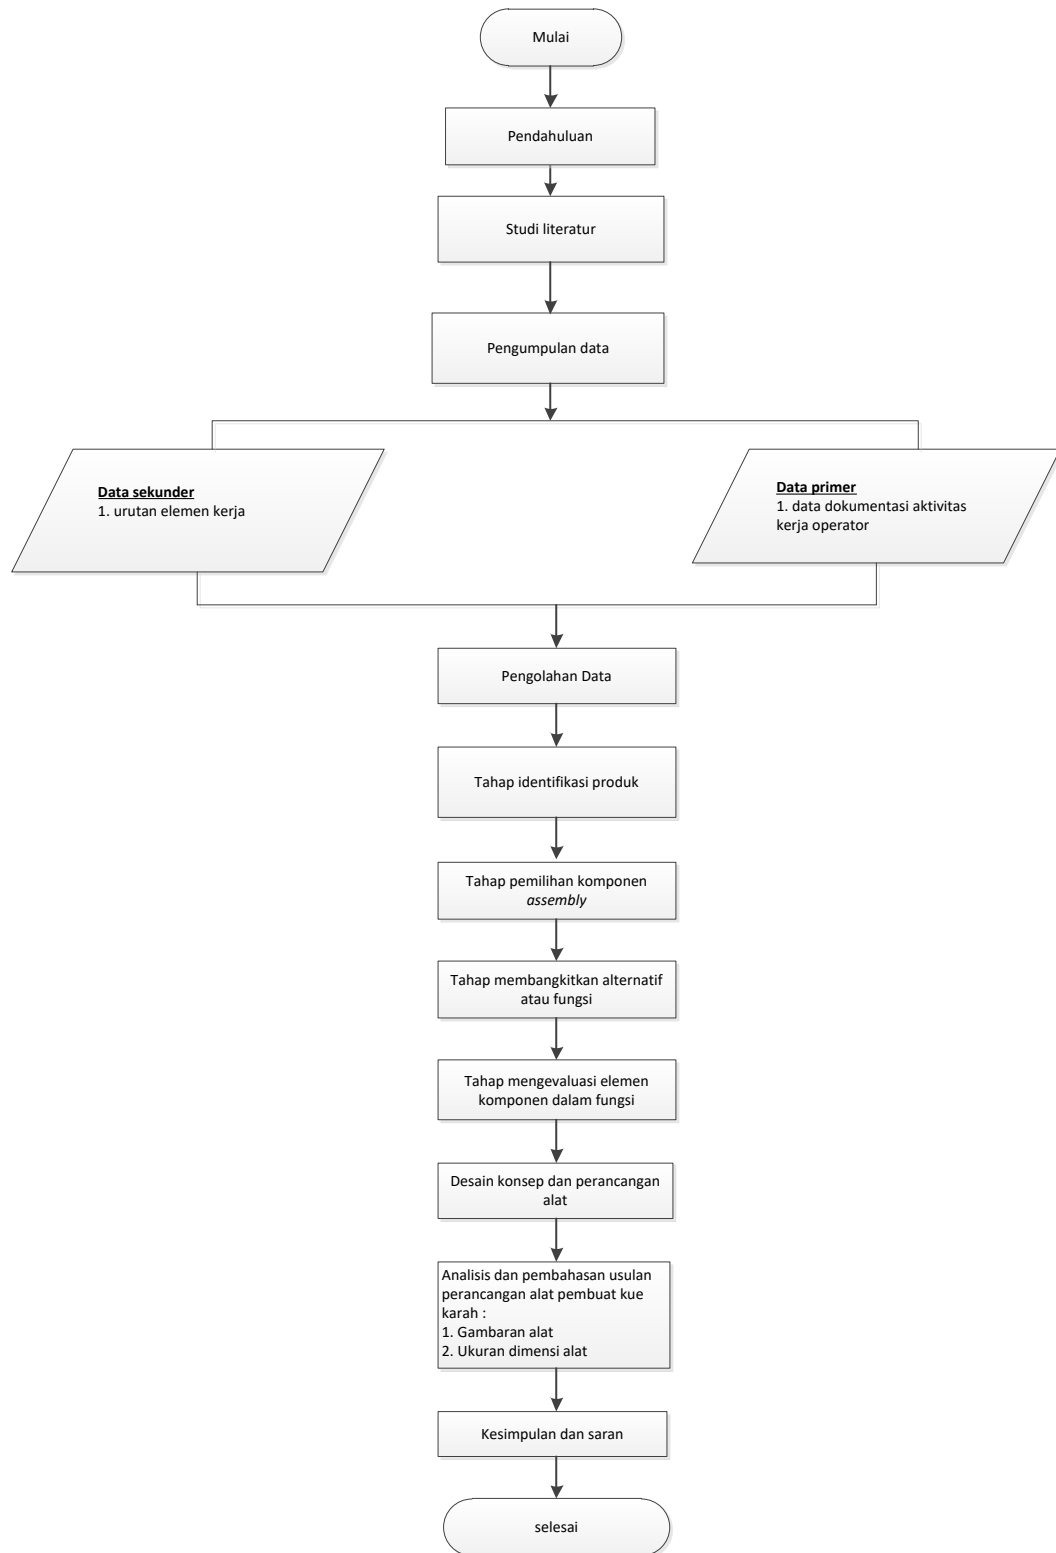 Mulai
Pendahuluan
Studi literatur
Pengumpulan data
Data sekunder
1. urutan elemen kerja
Data primer
1. data dokumentasi aktivitas
kerja operator
Pengolahan Data
Tahap identifikasi produk
Tahap pemilihan komponen
assembly
Tahap membangkitkan alternatif
atau fungsi
Tahap mengevaluasi elemen
komponen dalam fungsi
Desain konsep dan perancangan
alat
Analisis dan pembahasan usulan
perancangan alat pembuat kue
karah :
1. Gambaran alat
2. Ukuran dimensi alat
Kesimpulan dan saran
selesai